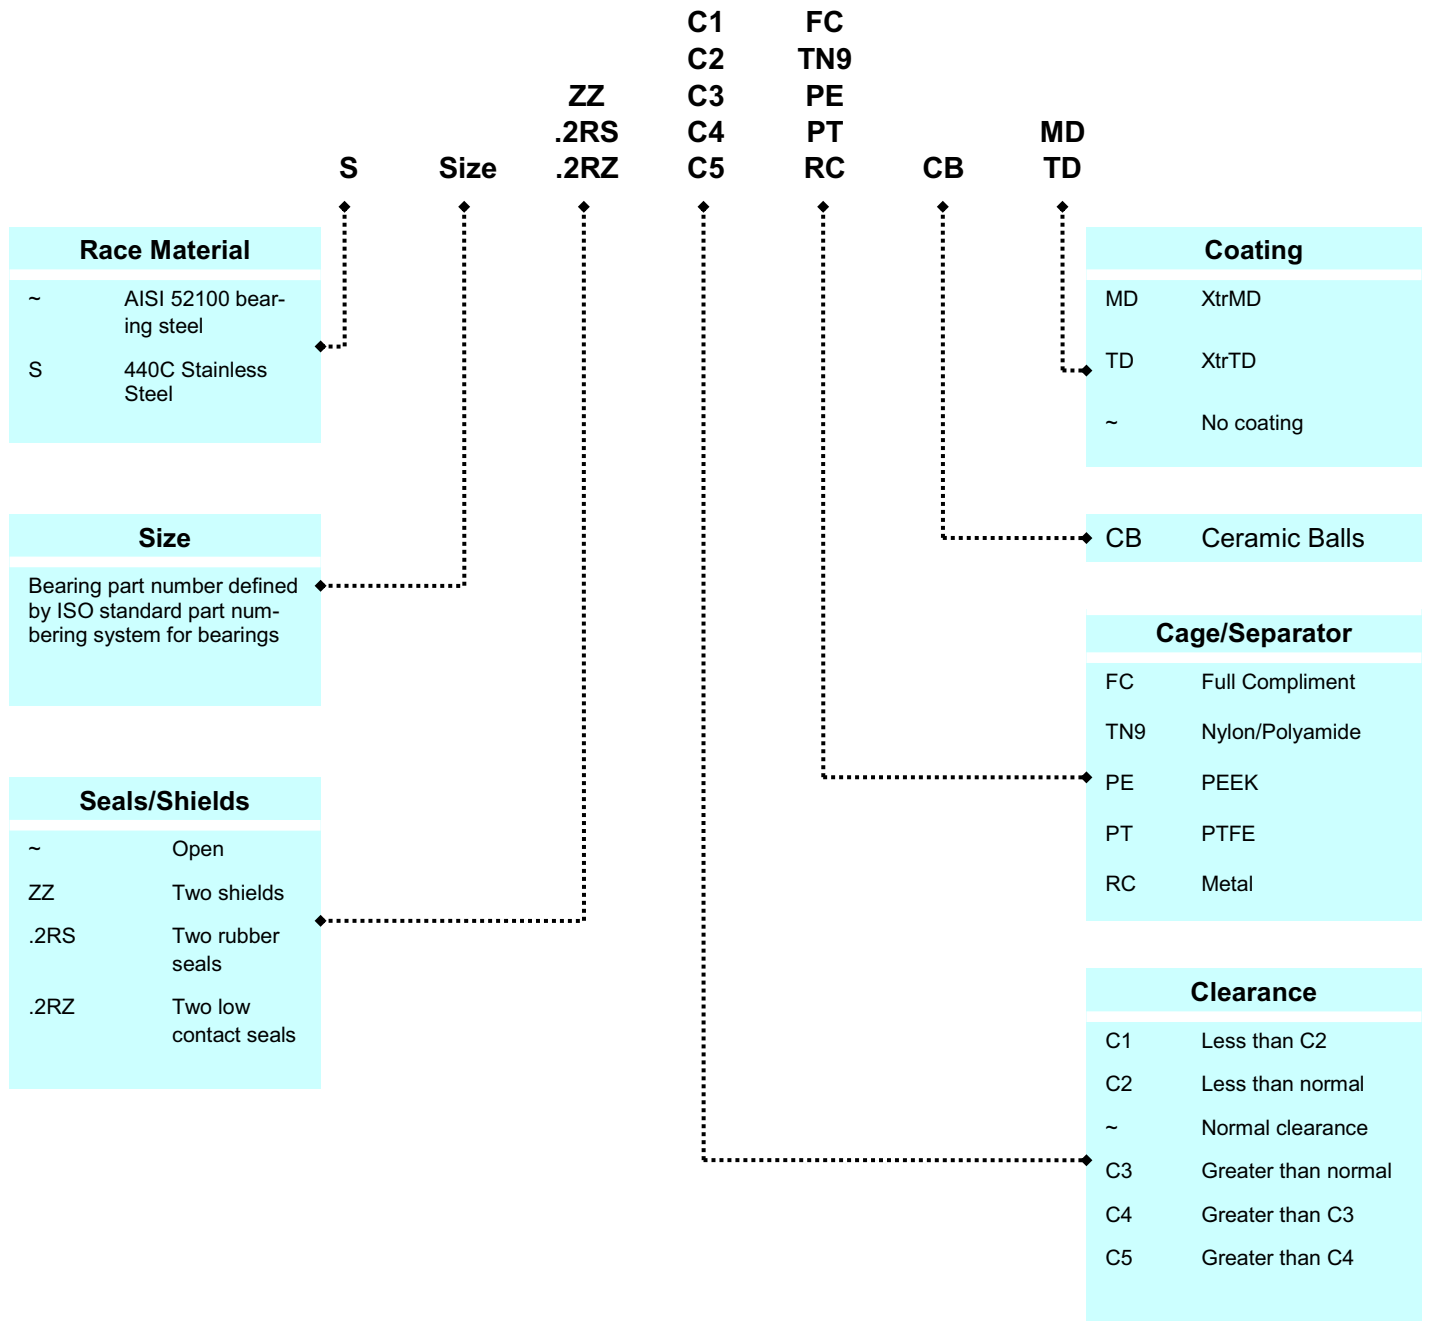 C1 FC
C2 TN9
ZZ C3 PE
.2RS C4 PT MD
S Size .2RZ C5 RC CB TD
Race Material
~ AISI 52100 bear-
ing steel
S 440C Stainless
Steel
Size
Bearing part number defined
by ISO standard part num-
bering system for bearings
Seals/Shields
~ Open
ZZ Two shields
.2RS Two rubber
seals
.2RZ Two low
contact seals
Coating
MD XtrMD
TD XtrTD
~ No coating
CB Ceramic Balls
Cage/Separator
FC Full Compliment
TN9 Nylon/Polyamide
PE PEEK
PT PTFE
RC Metal
Clearance
C1 Less than C2
C2 Less than normal
~ Normal clearance
C3 Greater than normal
C4 Greater than C3
C5 Greater than C4